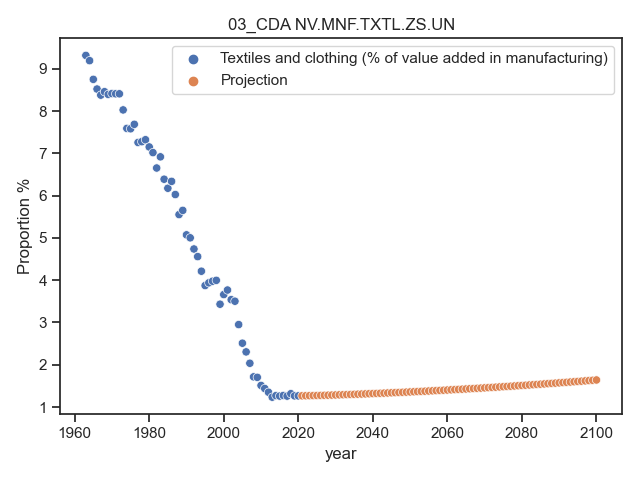 03_CDA NV.MNF.TXTL.ZS.UN
Textiles and clothing (% of value added in manufacturing)
Projection
Proportion %
9
8
7
6
5
4
3
2
1
1960 1980 2000 2020 2040 2060 2080 2100
year